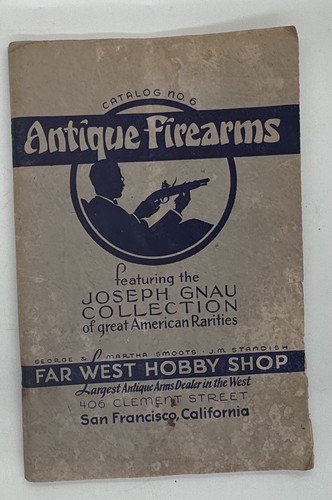 CATALOG NO. 6
Antique Firearms
featuring the
JOSEPH GNAU
COLLECTION
of great American Rarities
GEORGE & MARTHA SMOOTS - J.M. STANDISH
FAR WEST HOBBY SHOP
Largest Antique Arms Dealer in the West
406 CLEMENT STREET
San Francisco, California